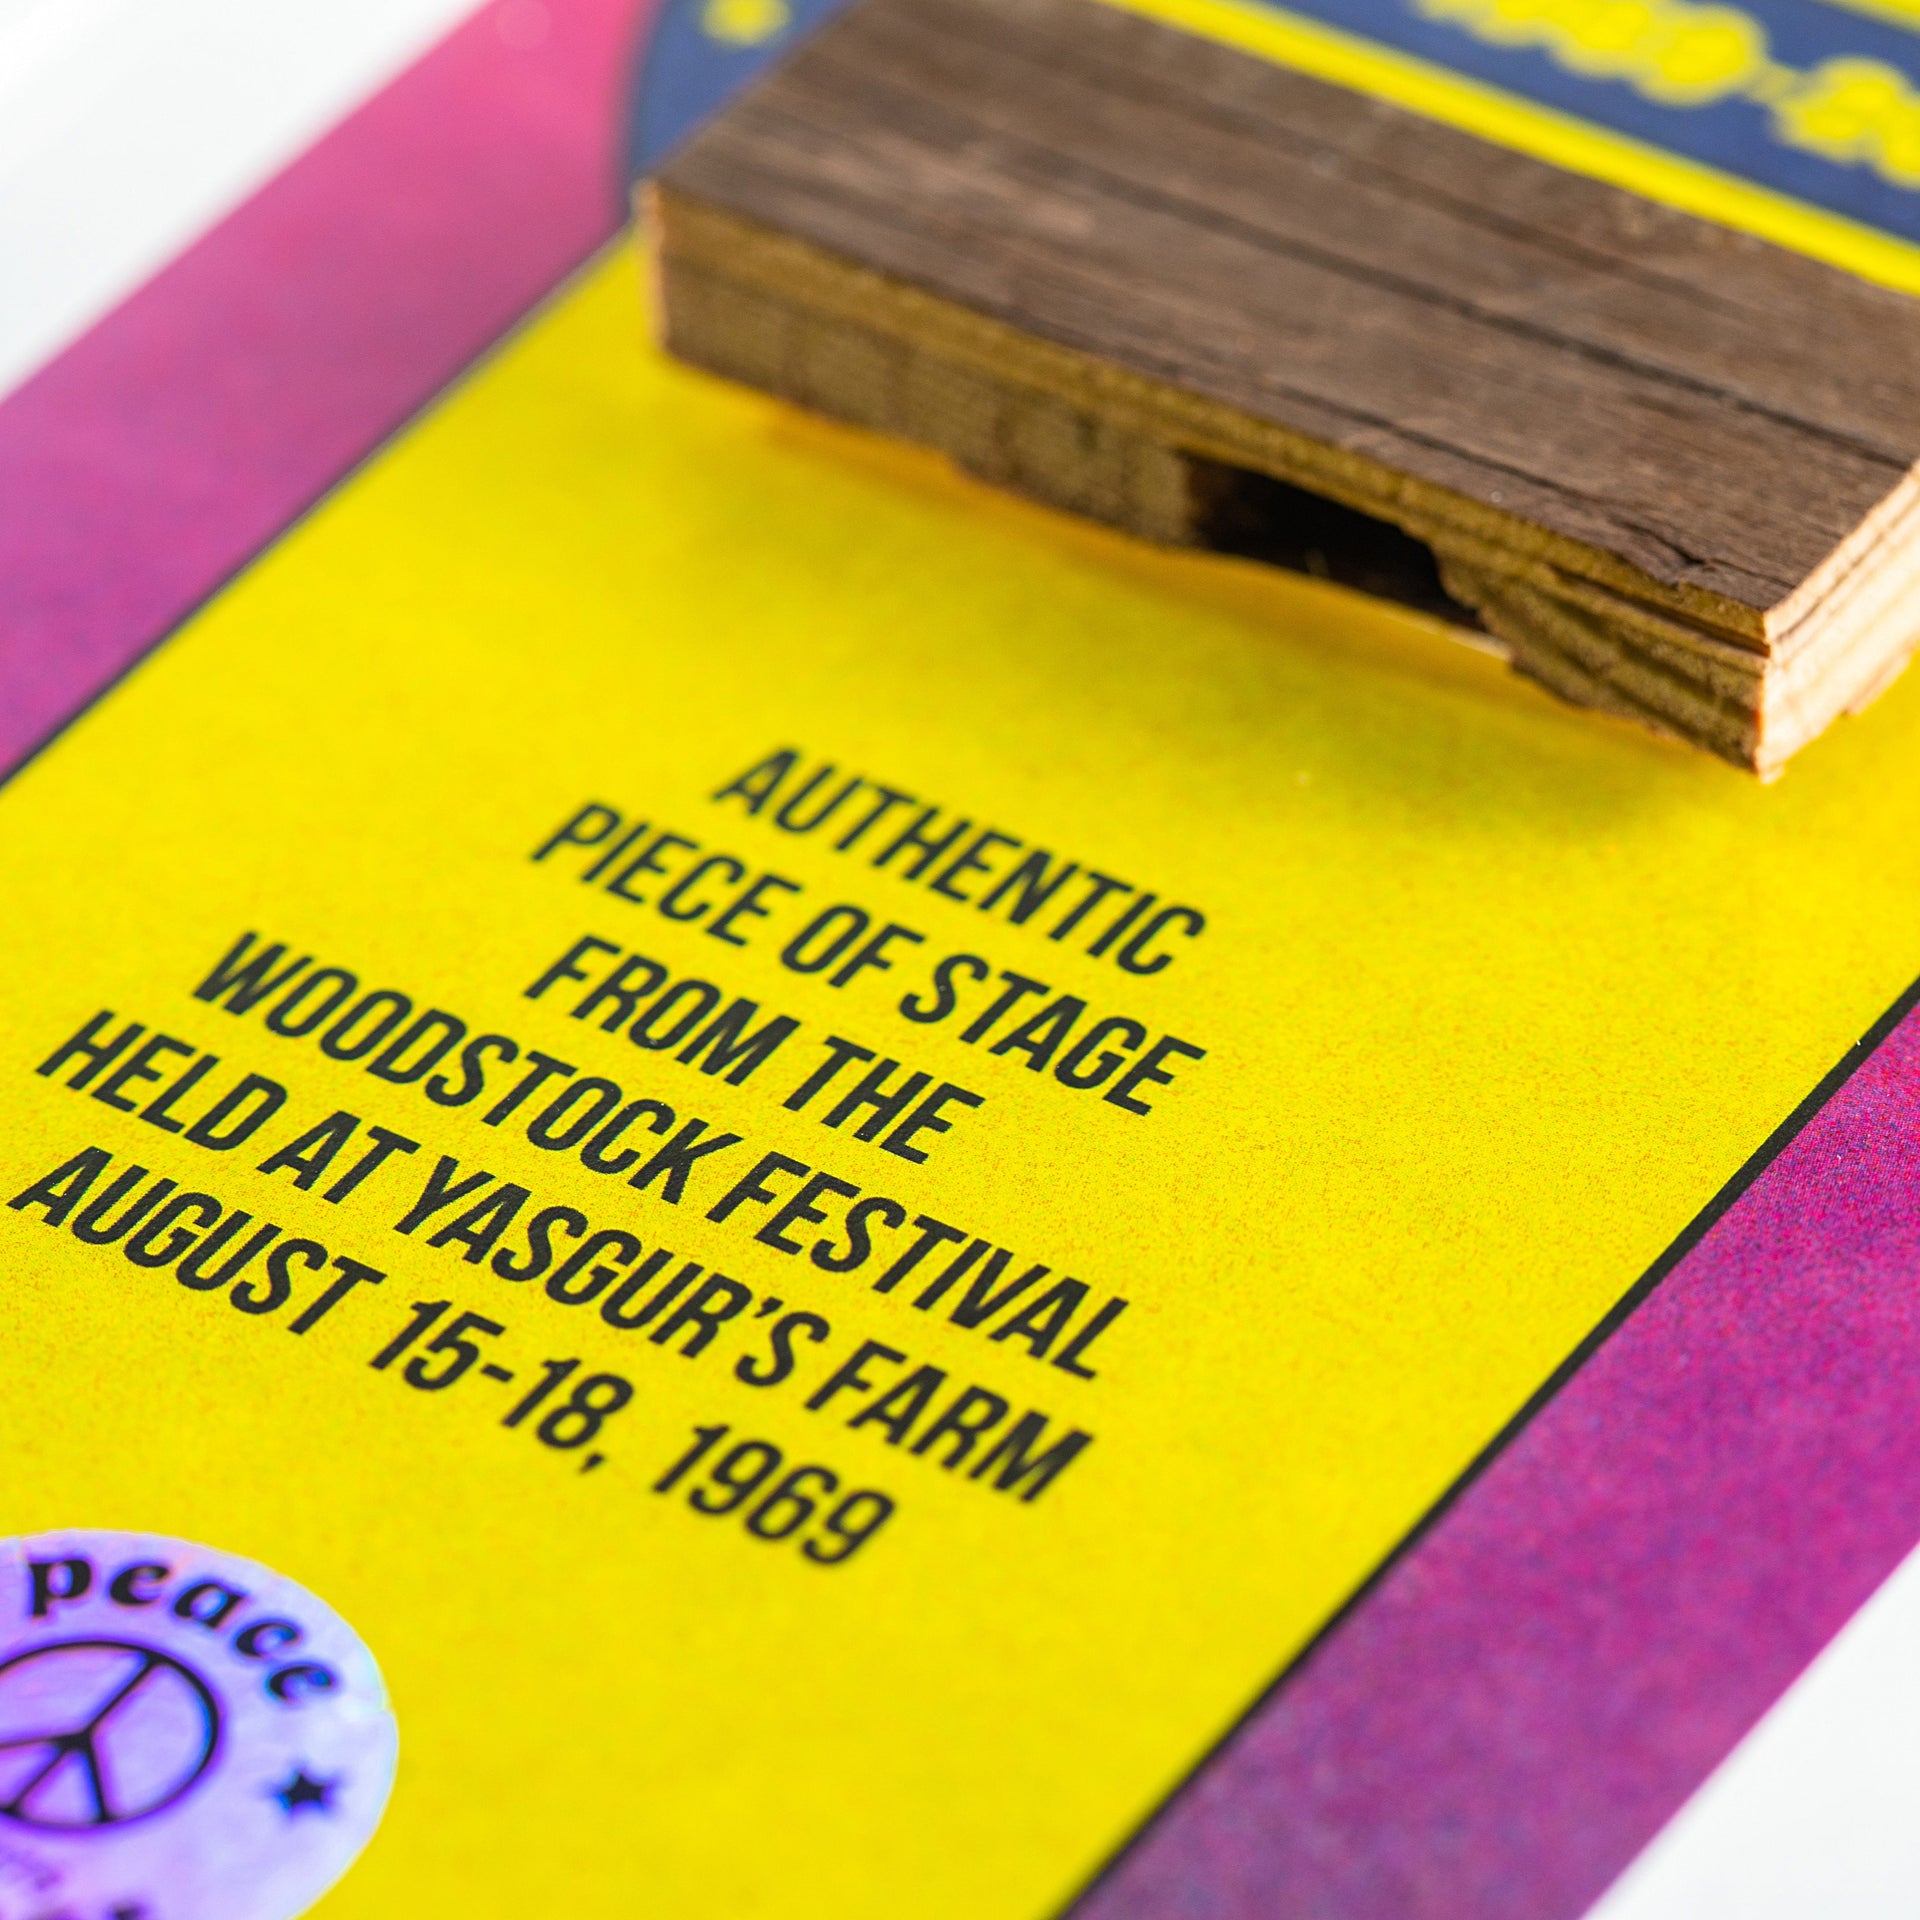 AUTHENTIC
PIECE OF STAGE
FROM THE
WOODSTOCK FESTIVAL
HELD AT YASGUR'S FARM
AUGUST 15-18, 1969
peace